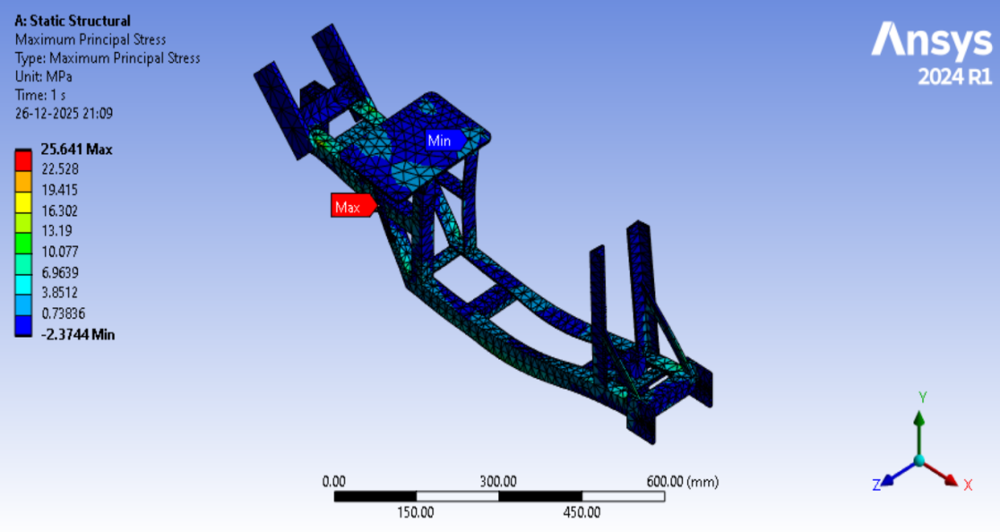 A: Static Structural
Maximum Principal Stress
Type: Maximum Principal Stress
Unit: MPa
Time: 1 s
26-12-2025 21:09
25.641 Max
22.528
19.415
16.302
13.19
10.077
6.9639
3.8512
0.73836
-2.3744 Min
Ansys
2024 R1
Min
Max
0.00 300.00 600.00 (mm)
150.00 450.00
Y
Z X